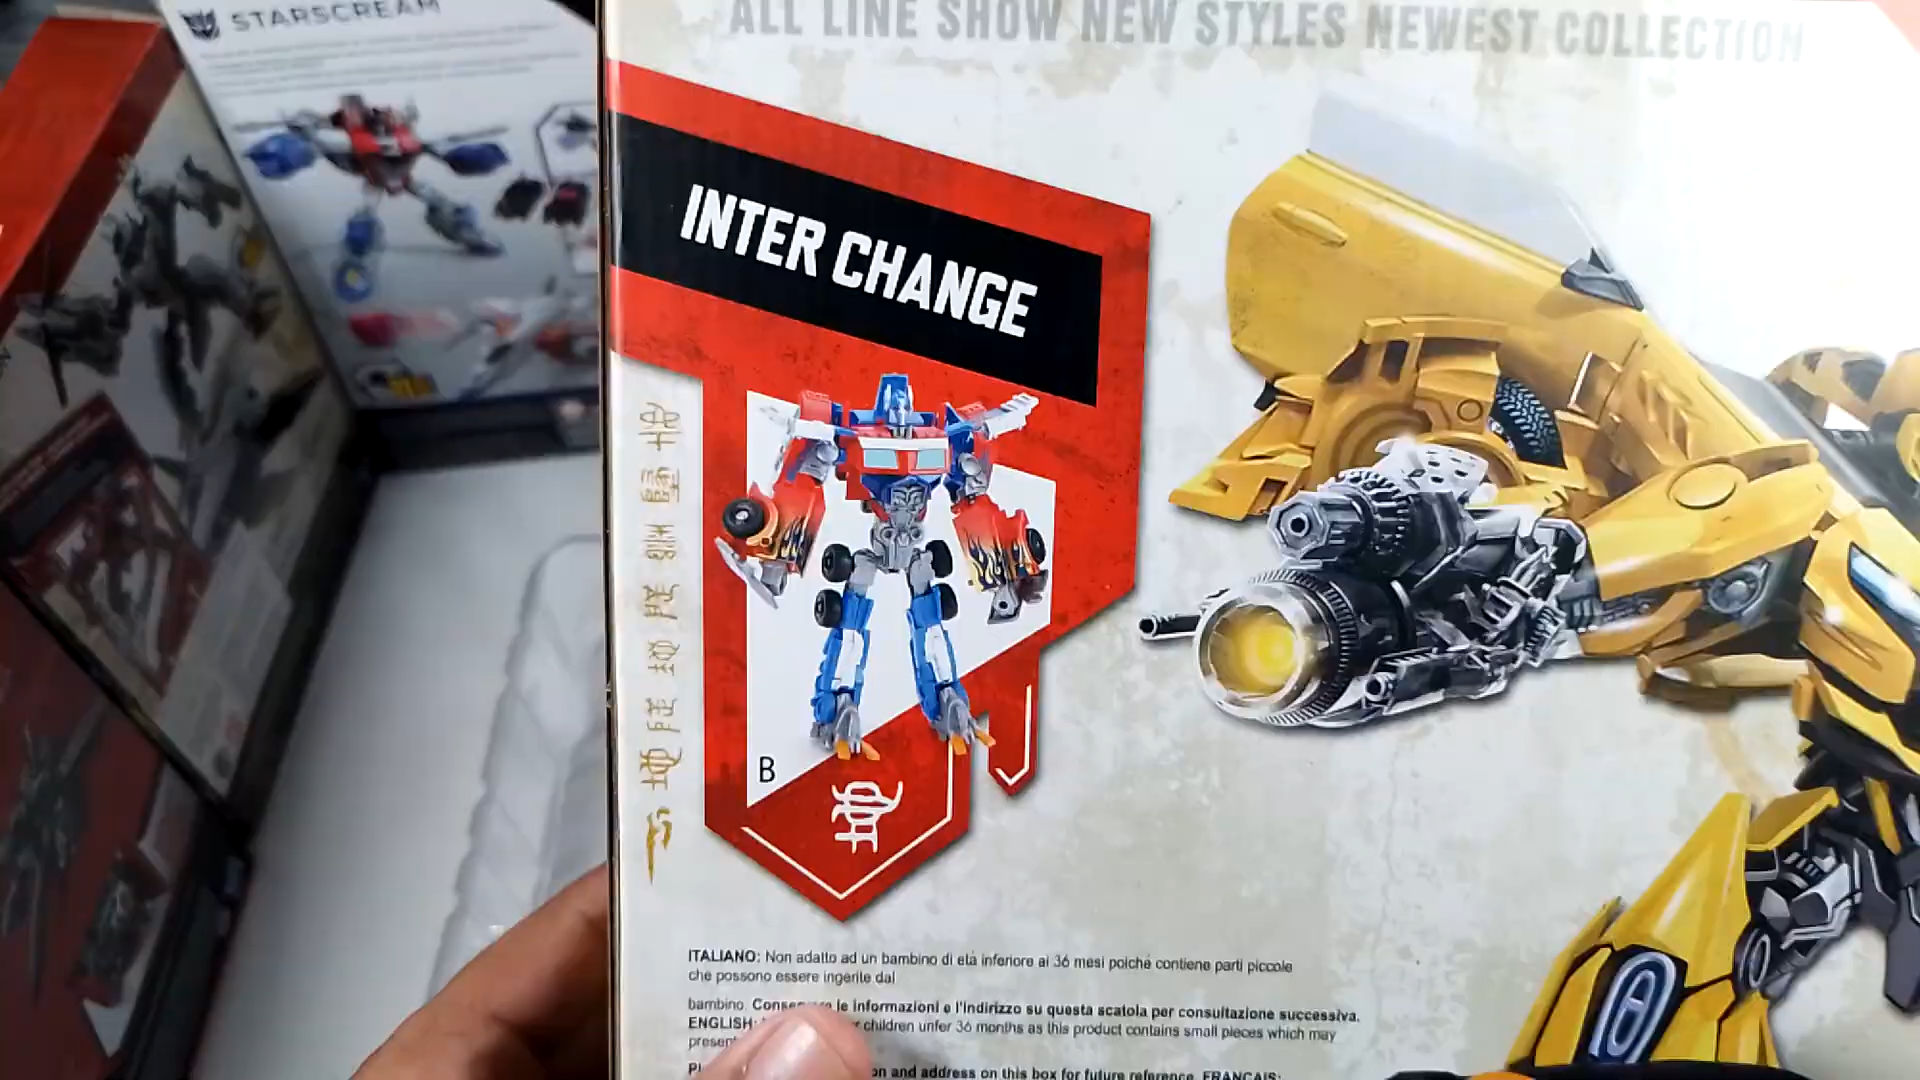 STARSCREAM
ALL LINE SHOW NEW STYLES NEWEST COLLECTION
INTER CHANGE
B
ITALIANO: Non adatto ad un bambino di età inferiore ai 36 mesi poiché contiene parti piccole
che possono essere ingerite dal
bambino. le informazioni e l'indirizzo su questa scatola per consultazione successiva.
ENGLISH: children unfer 36 months as this product contains small pieces which may
on and address on this box for future reference. FRANÇAIS: